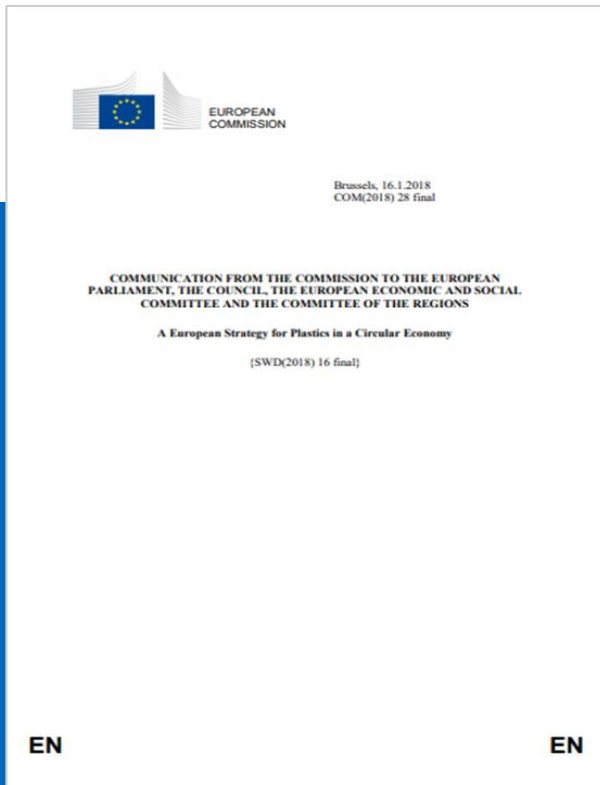 EUROPEAN
COMMISSION
Brussels, 16.1.2018
COM(2018) 28 final
COMMUNICATION FROM THE COMMISSION TO THE EUROPEAN
PARLIAMENT, THE COUNCIL, THE EUROPEAN ECONOMIC AND SOCIAL
COMMITTEE AND THE COMMITTEE OF THE REGIONS
A European Strategy for Plastics in a Circular Economy
{SWD(2018) 16 final}
EN EN